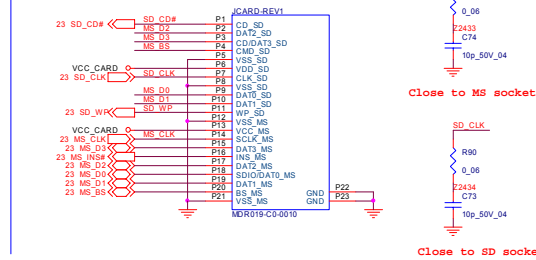 JCARD-REV1
23 SD_CD# SD_CD# P1 CD_SD
MS_D2 P2 DAT2_SD
MS_D3 P3 CD/DAT3_SD
MS_BS P4 CMD_SD
P5 VSS_SD
VCC_CARD P6 VDD_SD
23 SD_CLK SD_CLK P7 CLK_SD
P8 VSS_SD
MS_D0 P9 DAT0_SD
MS_D1 P10 DAT1_SD
23 SD_WP SD_WP P11 WP_SD
P12 VSS_MS
VCC_CARD P13 VCC_MS
23 MS_CLK MS_CLK P14 SCLK_MS
23 MS_D3 P15 DAT3_MS
23 MS_INS# P16 INS_MS
23 MS_D2 P17 DAT2_MS
23 MS_D0 P18 SDIO/DAT0_MS
23 MS_D1 P19 DAT1_MS
23 MS_BS P20 BS_MS GND P22
P21 VSS_MS GND P23
MDR019-C0-0010
0_06
Z2433
C74
10p_50V_04
Close to MS socket
SD_CLK
R90
0_06
Z2434
C73
10p_50V_04
Close to SD socke